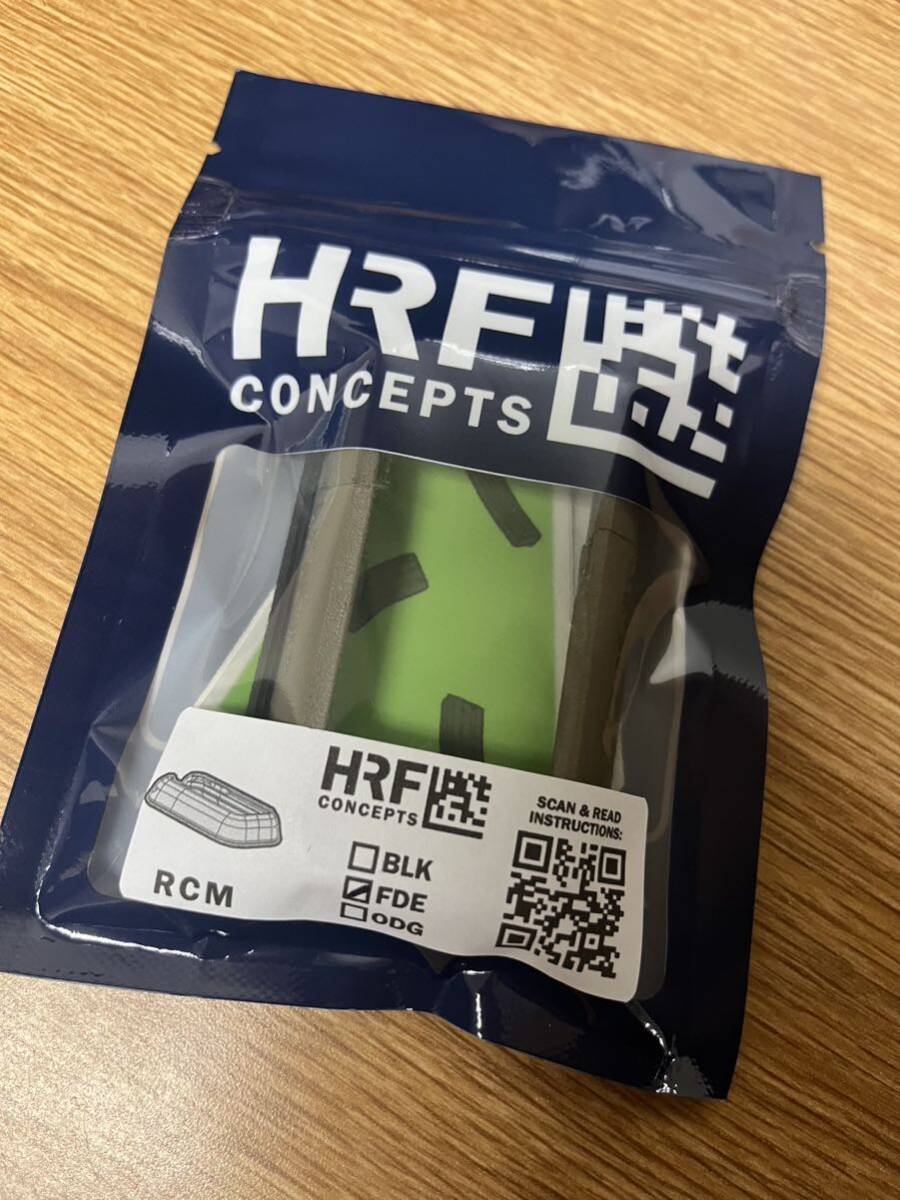 HRF
CONCEPTS
HRF
CONCEPTS
RCM
BLK
FDE
ODG
SCAN & READ
INSTRUCTIONS: